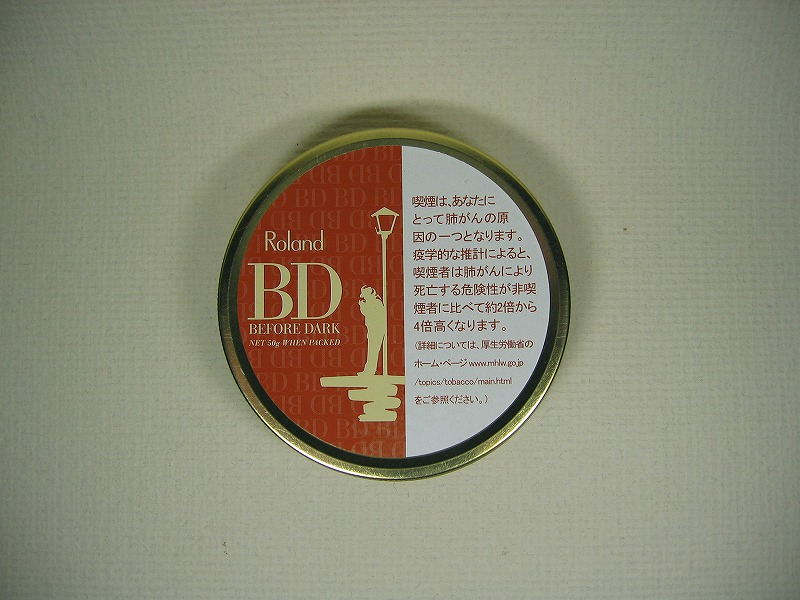 Roland
BD
BEFORE DARK
NET 50g WHEN PACKED
喫煙は、あなたに
とって肺がんの原
因の一つとなります。
疫学的な推計によると、
喫煙者は肺がんにより
死亡する危険性が非喫
煙者に比べて約2倍から
4倍高くなります。
(詳細については、厚生労働省の
ホーム・ページ www.mhlw.go.jp
/topics/tobacco/main.html
をご参照ください。)